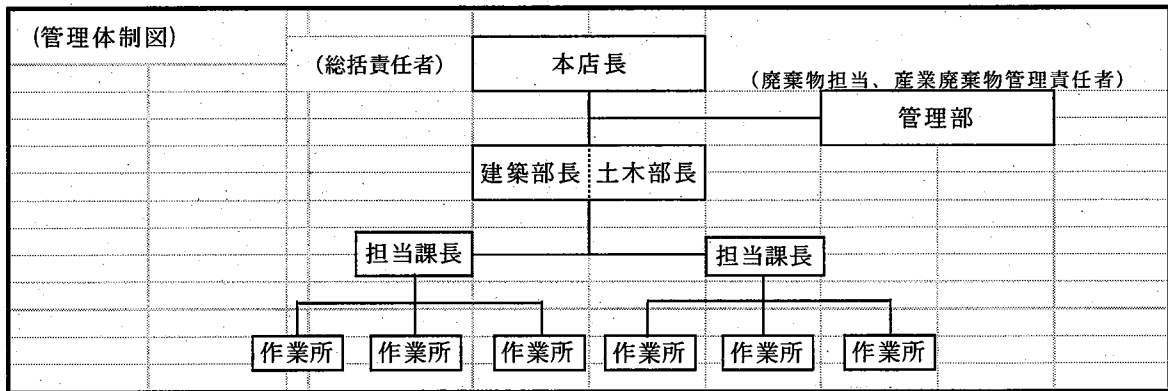 (管理体制図)
(総括責任者)
本店長
(廃棄物担当、産業廃棄物管理責任者)
管理部
建築部長 土木部長
担当課長 担当課長
作業所 作業所 作業所 作業所 作業所 作業所